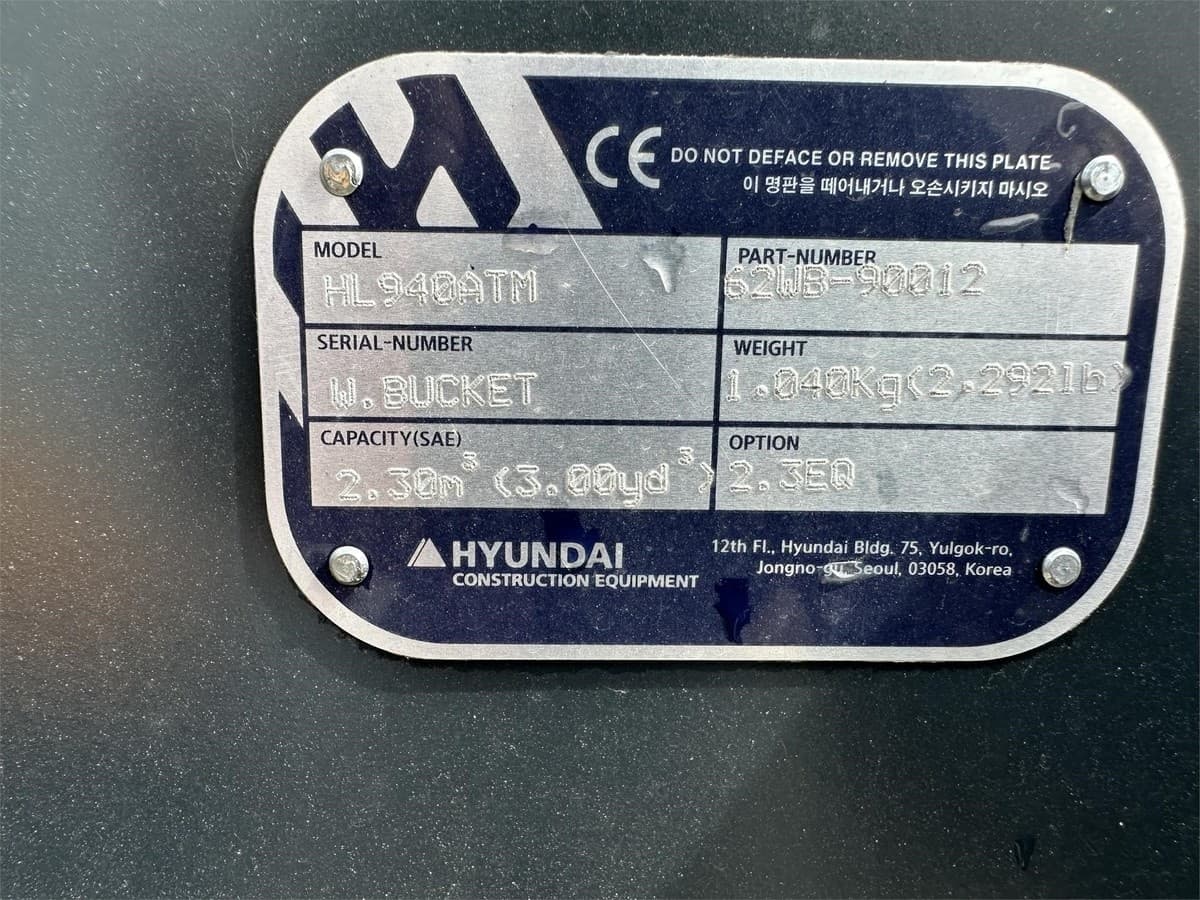 CE DO NOT DEFACE OR REMOVE THIS PLATE
이 명판을 떼어내거나 오손시키지 마시오
MODEL
HL940ATM
PART-NUMBER
62WB-90012
SERIAL-NUMBER
W.BUCKET
WEIGHT
1.040Kg(2.292lb)
CAPACITY(SAE)
2.30m³ (3.00yd³)
OPTION
2.3EQ
HYUNDAI
CONSTRUCTION EQUIPMENT
12th Fl., Hyundai Bldg. 75, Yulgok-ro,
Jongno-gu, Seoul, 03058, Korea